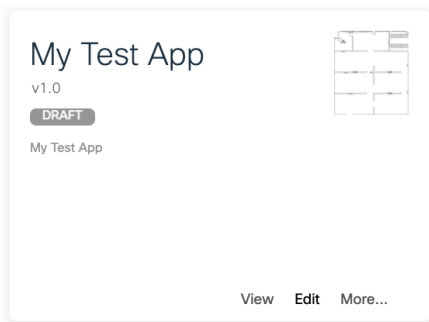 My Test App
v1.0
DRAFT
My Test App
View Edit More...